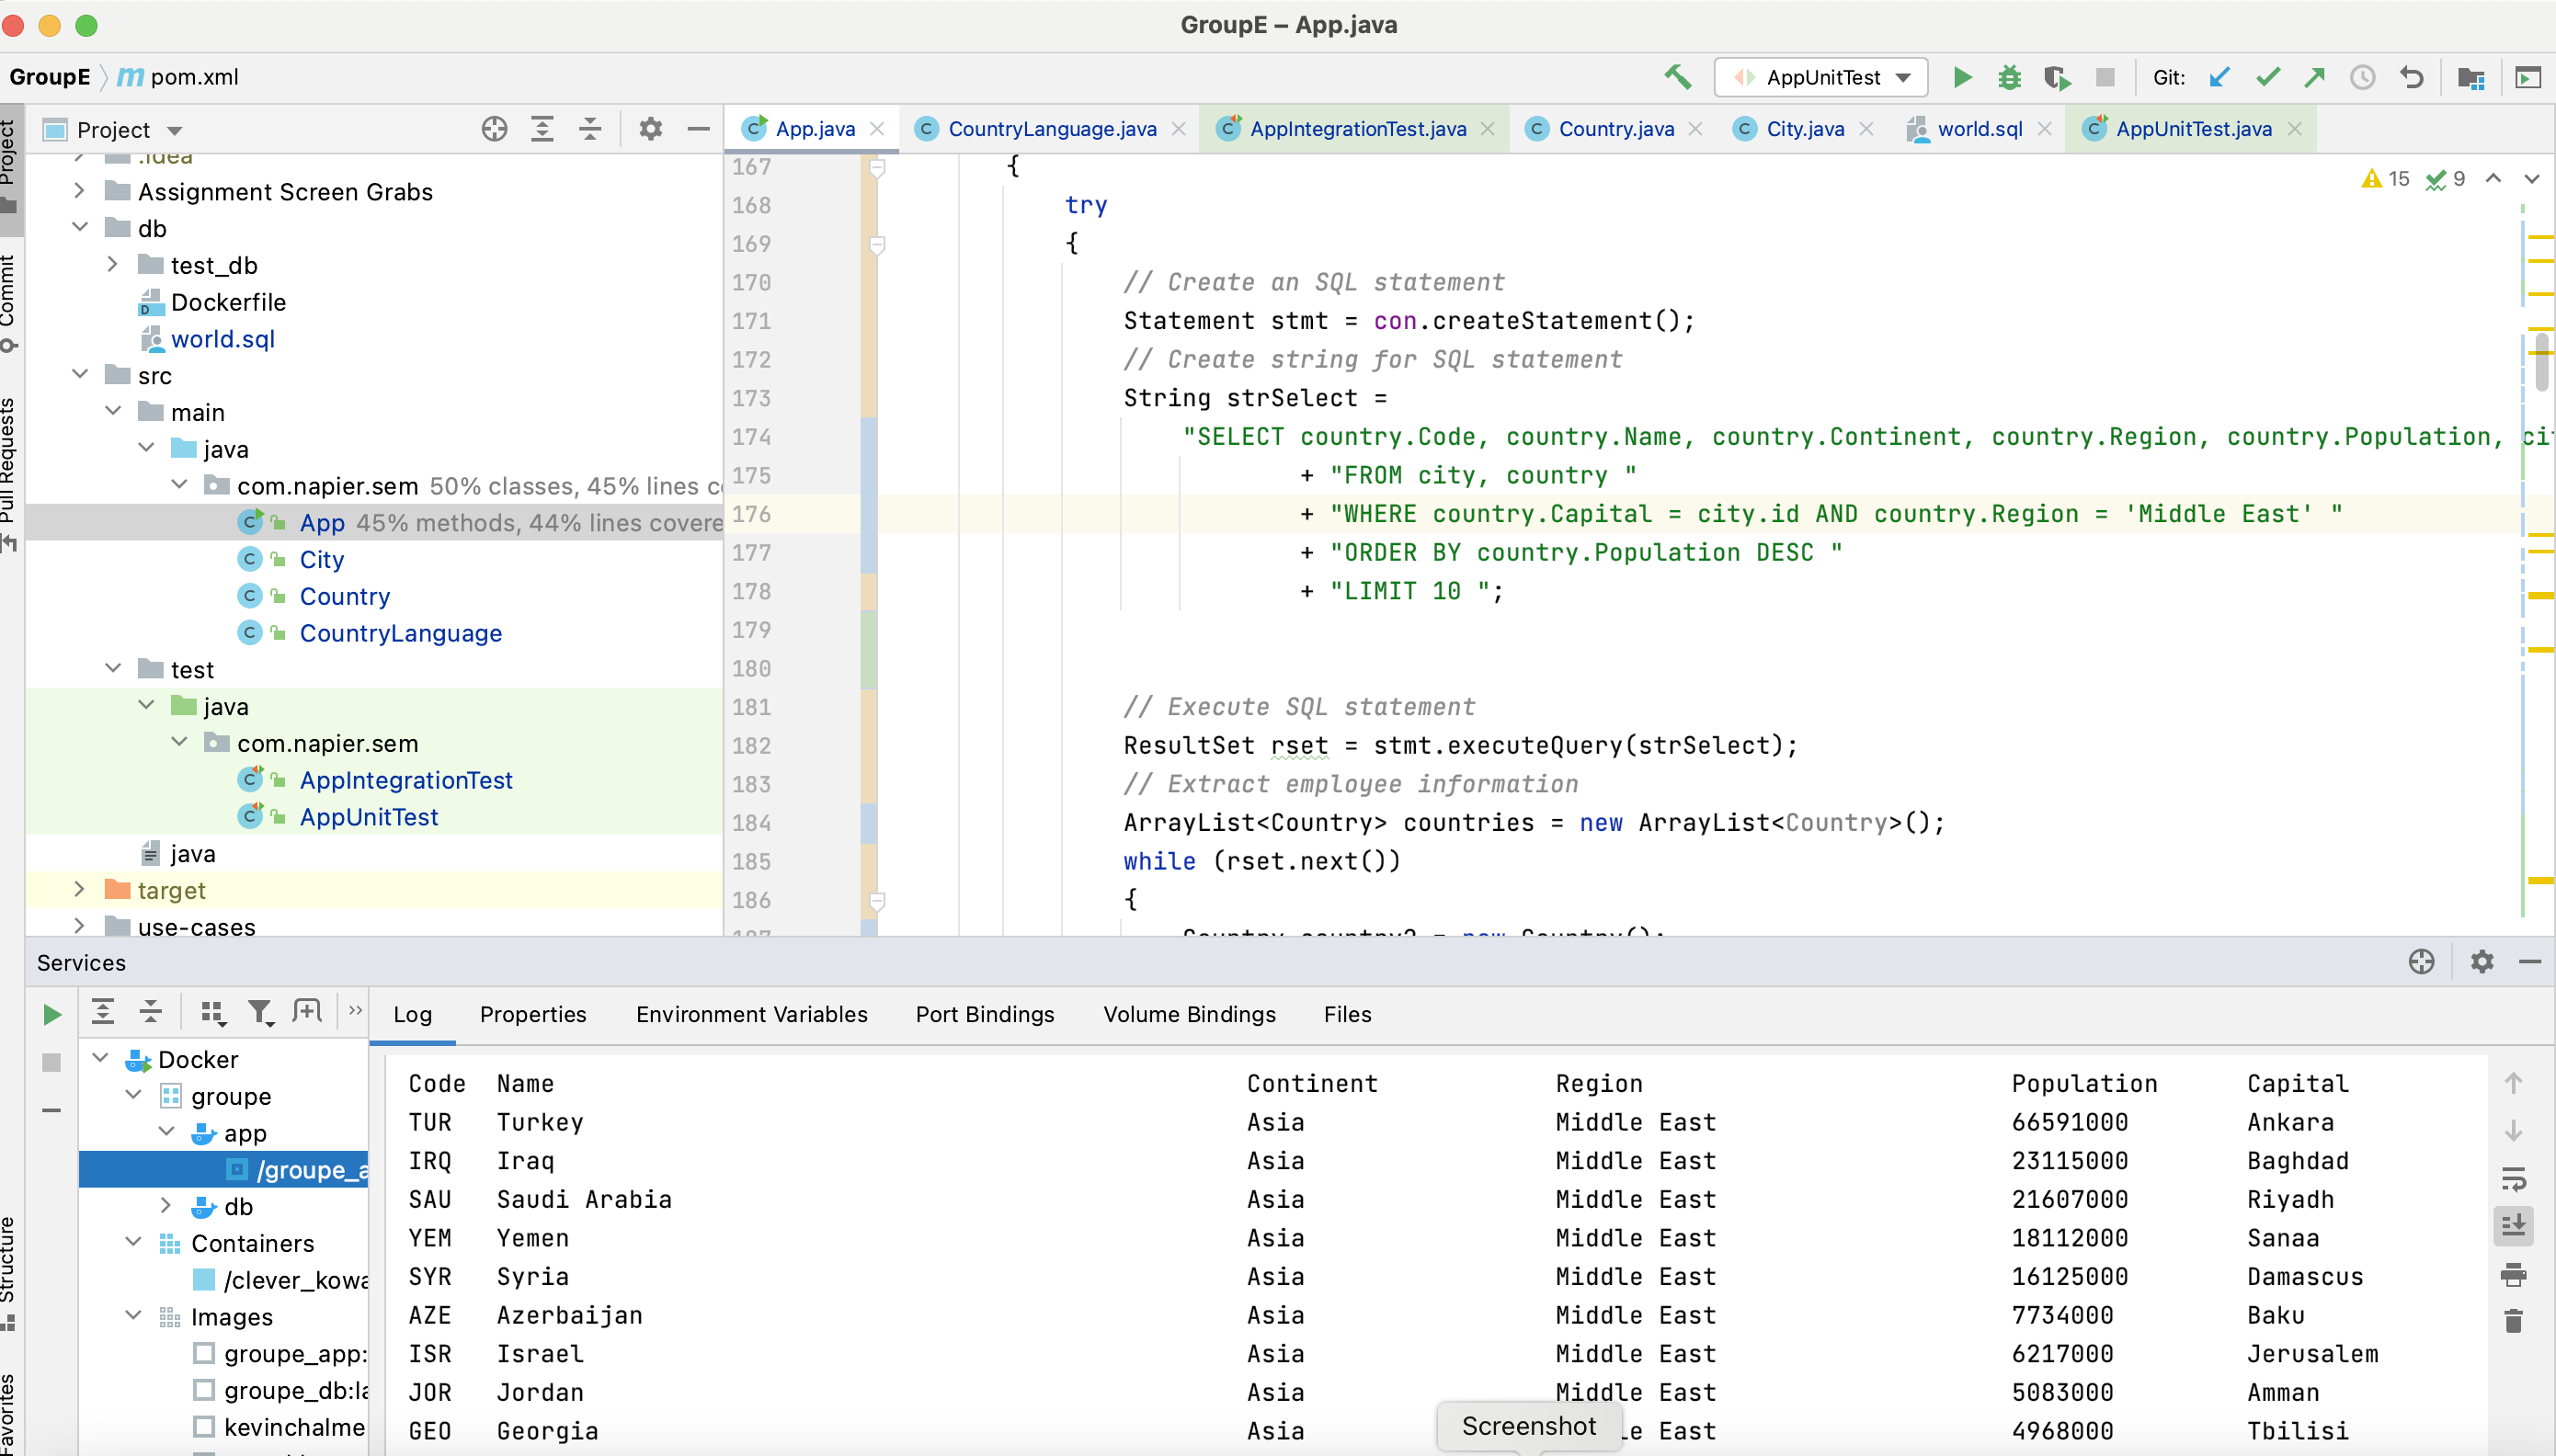 GroupE – App.java
GroupE pom.xml
AppUnitTest
Git:
Project
App.java
CountryLanguage.java
AppIntegrationTest.java
Country.java
City.java
world.sql
AppUnitTest.java
Project
Commit
Pull Requests
Structure
Favorites
.idea
Assignment Screen Grabs
db
test_db
Dockerfile
world.sql
src
main
java
com.napier.sem 50% classes, 45% lines
App 45% methods, 44% lines covere
City
Country
CountryLanguage
test
java
com.napier.sem
AppIntegrationTest
AppUnitTest
java
target
use-cases
15 9
167 {
168 try
169 {
170 // Create an SQL statement
171 Statement stmt = con.createStatement();
172 // Create string for SQL statement
173 String strSelect =
174 "SELECT country.Code, country.Name, country.Continent, country.Region, country.Population, ci
175 + "FROM city, country "
176 + "WHERE country.Capital = city.id AND country.Region = 'Middle East' "
177 + "ORDER BY country.Population DESC "
178 + "LIMIT 10 ";
179
180
181 // Execute SQL statement
182 ResultSet rset = stmt.executeQuery(strSelect);
183 // Extract employee information
184 ArrayList<Country> countries = new ArrayList<Country>();
185 while (rset.next())
186 {
Services
Log
Properties
Environment Variables
Port Bindings
Volume Bindings
Files
Docker
groupe
app
/groupe_a
db
Containers
/clever_kowa
Images
groupe_app:
groupe_db:la
kevinchalme
Code Name Continent Region Population Capital
TUR Turkey Asia Middle East 66591000 Ankara
IRQ Iraq Asia Middle East 23115000 Baghdad
SAU Saudi Arabia Asia Middle East 21607000 Riyadh
YEM Yemen Asia Middle East 18112000 Sanaa
SYR Syria Asia Middle East 16125000 Damascus
AZE Azerbaijan Asia Middle East 7734000 Baku
ISR Israel Asia Middle East 6217000 Jerusalem
JOR Jordan Asia Middle East 5083000 Amman
GEO Georgia Asia le East 4968000 Tbilisi
Screenshot